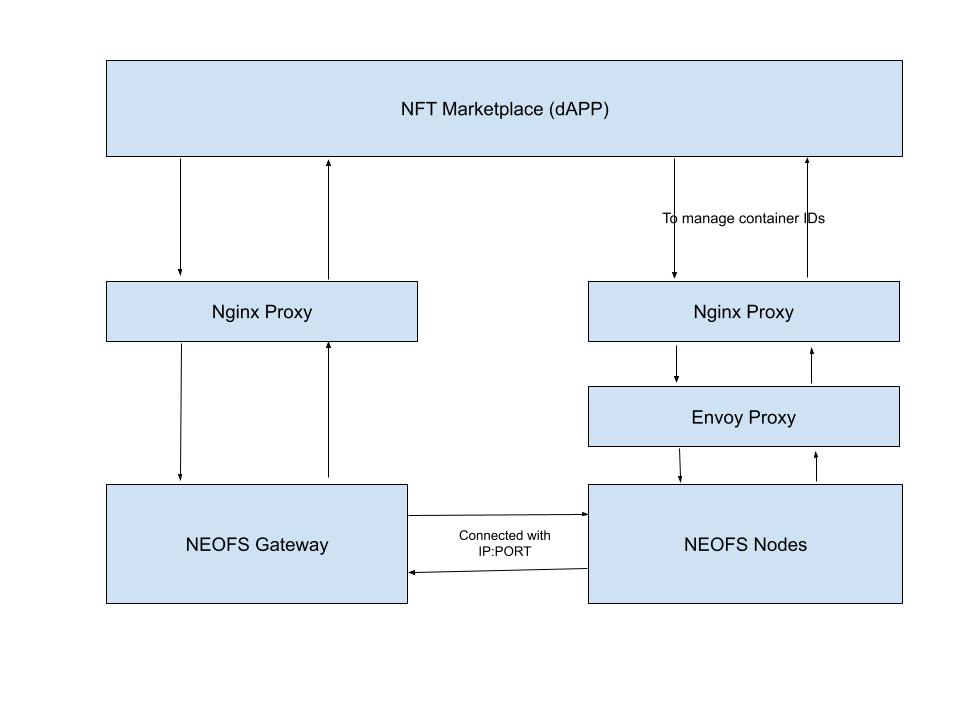 NFT Marketplace (dAPP)
To manage container IDs
Nginx Proxy
Nginx Proxy
Envoy Proxy
NEOFS Gateway
Connected with
IP:PORT
NEOFS Nodes